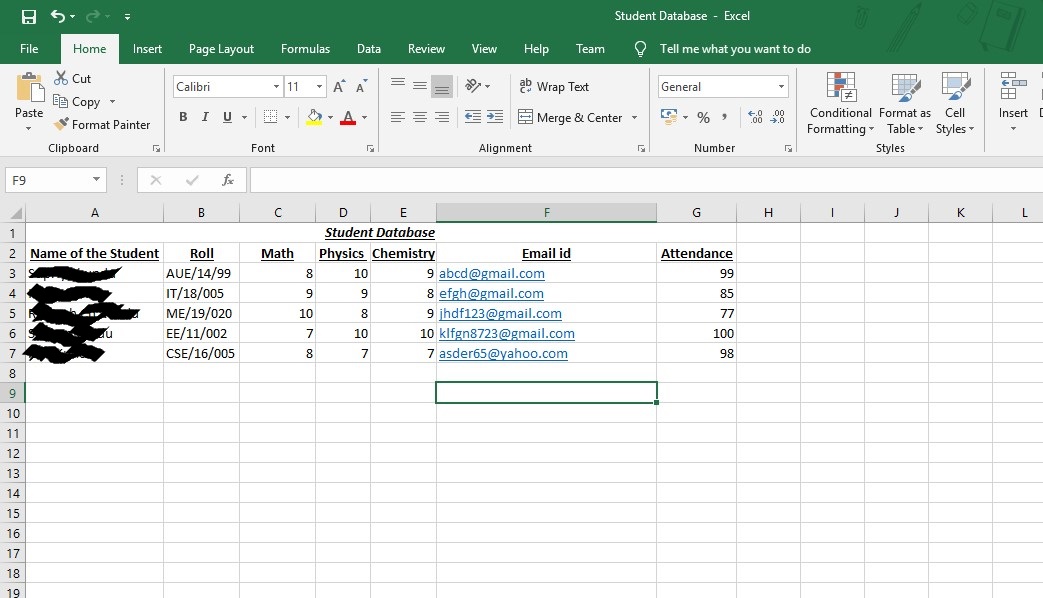 Student Database - Excel
File Home Insert Page Layout Formulas Data Review View Help Team Tell me what you want to do
Paste
Cut
Copy
Format Painter
Clipboard
Calibri 11 A A
B I U A
Font
ab Wrap Text
Merge & Center
Alignment
General
% , .00 .0
Number
Conditional Formatting
Format as Table
Cell Styles
Styles
Insert
F9 fx
A B C D E F G H I J K L
1 Student Database
2 Name of the Student Roll Math Physics Chemistry Email id Attendance
3 AUE/14/99 8 10 9 abcd@gmail.com 99
4 IT/18/005 9 9 8 efgh@gmail.com 85
5 ME/19/020 10 8 9 jhdf123@gmail.com 77
6 EE/11/002 7 10 10 klfgn8723@gmail.com 100
7 CSE/16/005 8 7 7 asder65@yahoo.com 98
8
9
10
11
12
13
14
15
16
17
18
19